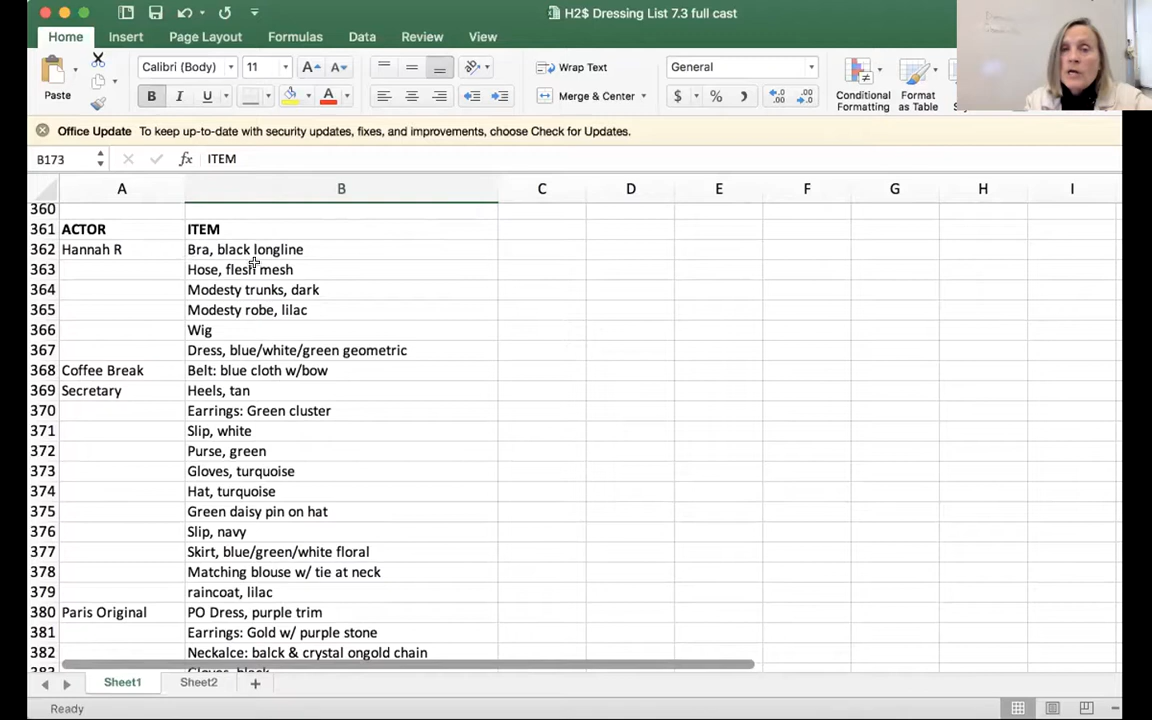 H2$ Dressing List 7.3 full cast
Home Insert Page Layout Formulas Data Review View
Paste
Calibri (Body) 11
B I U
Wrap Text
Merge & Center
General
$ %
Conditional Formatting
Format as Table
Office Update To keep up-to-date with security updates, fixes, and improvements, choose Check for Updates.
B173 fx ITEM
A B C D E F G H I
360
361 ACTOR ITEM
362 Hannah R Bra, black longline
363 Hose, flesh mesh
364 Modesty trunks, dark
365 Modesty robe, lilac
366 Wig
367 Dress, blue/white/green geometric
368 Coffee Break Belt: blue cloth w/bow
369 Secretary Heels, tan
370 Earrings: Green cluster
371 Slip, white
372 Purse, green
373 Gloves, turquoise
374 Hat, turquoise
375 Green daisy pin on hat
376 Slip, navy
377 Skirt, blue/green/white floral
378 Matching blouse w/ tie at neck
379 raincoat, lilac
380 Paris Original PO Dress, purple trim
381 Earrings: Gold w/ purple stone
382 Neckalce: balck & crystal ongold chain
383 Gloves, black
Sheet1 Sheet2 +
Ready